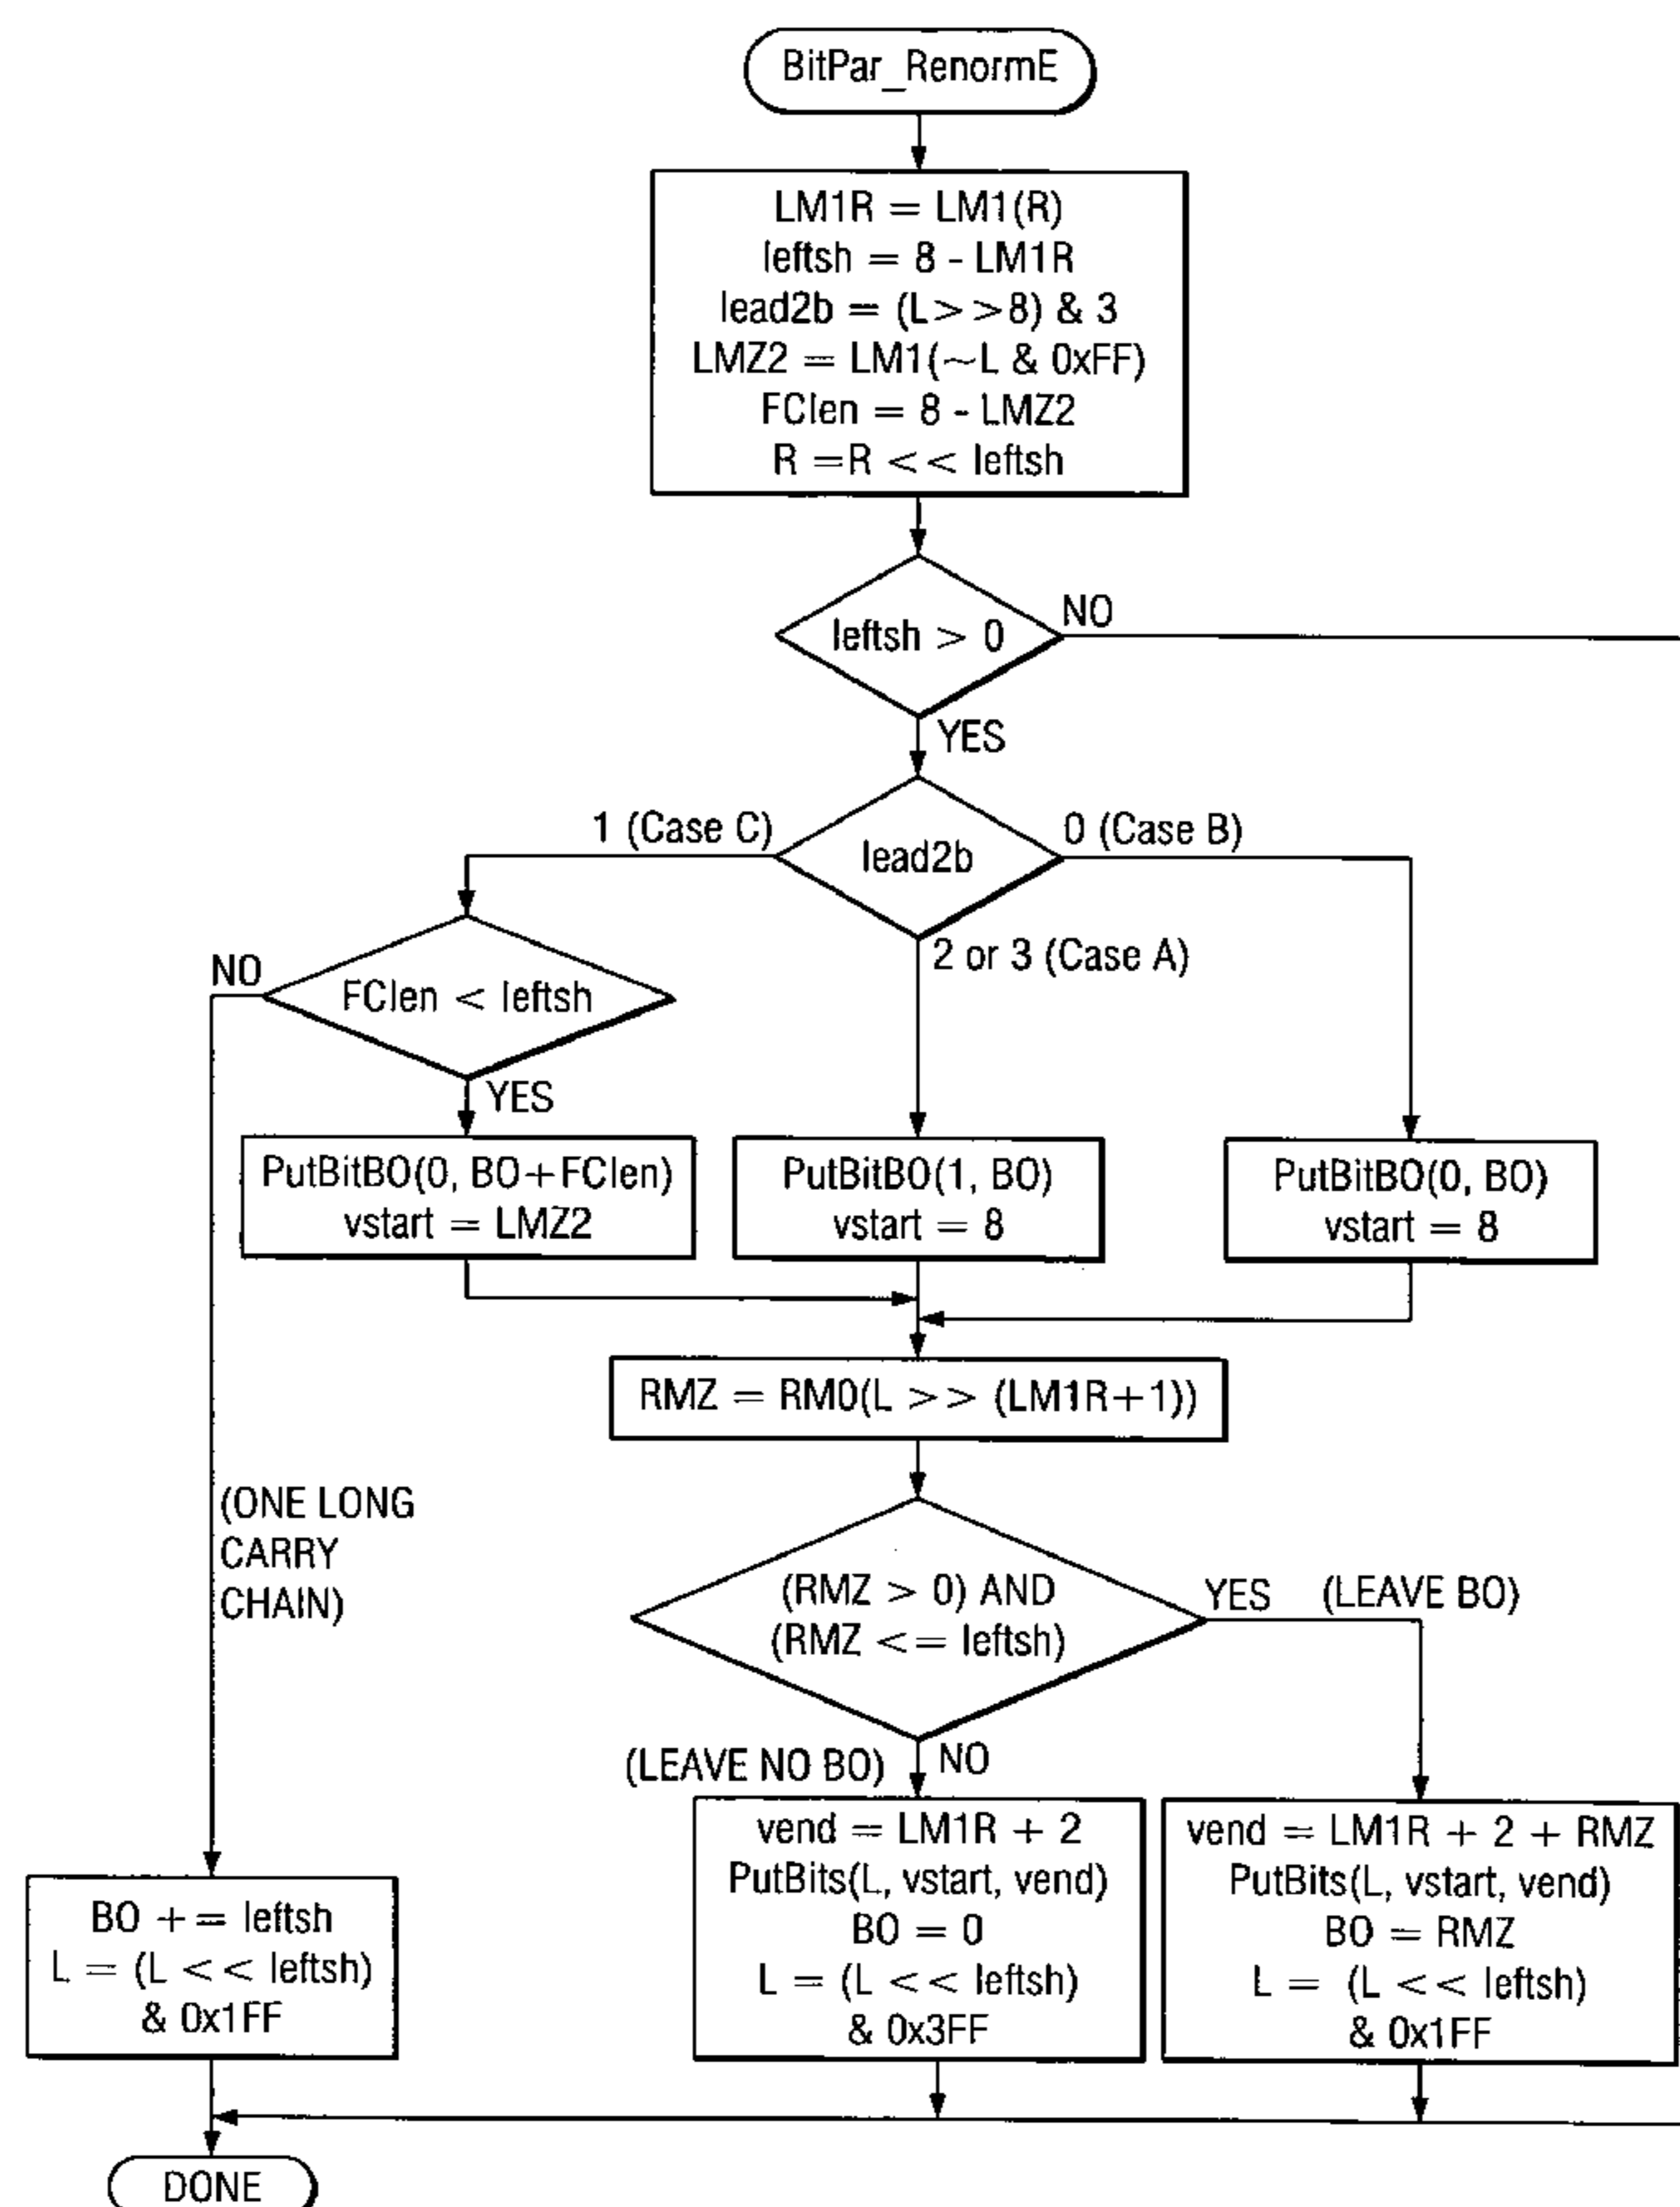 BitPar_RenormE
LM1R = LM1(R)
leftsh = 8 - LM1R
lead2b = (L>>8) & 3
LMZ2 = LM1(~L & 0xFF)
FClen = 8 - LMZ2
R =R << leftsh
leftsh > 0
NO
YES
1 (Case C)
lead2b
0 (Case B)
2 or 3 (Case A)
NO
FClen < leftsh
YES
PutBitBO(0, BO+FClen)
vstart = LMZ2
PutBitBO(1, BO)
vstart = 8
PutBitBO(0, BO)
vstart = 8
RMZ = RM0(L >> (LM1R+1))
(ONE LONG
CARRY
CHAIN)
(RMZ > 0) AND
(RMZ <= leftsh)
YES
(LEAVE BO)
(LEAVE NO BO)
NO
BO += leftsh
L = (L << leftsh)
& 0x1FF
vend = LM1R + 2
PutBits(L, vstart, vend)
BO = 0
L = (L << leftsh)
& 0x3FF
vend = LM1R + 2 + RMZ
PutBits(L, vstart, vend)
BO = RMZ
L = (L << leftsh)
& 0x1FF
DONE